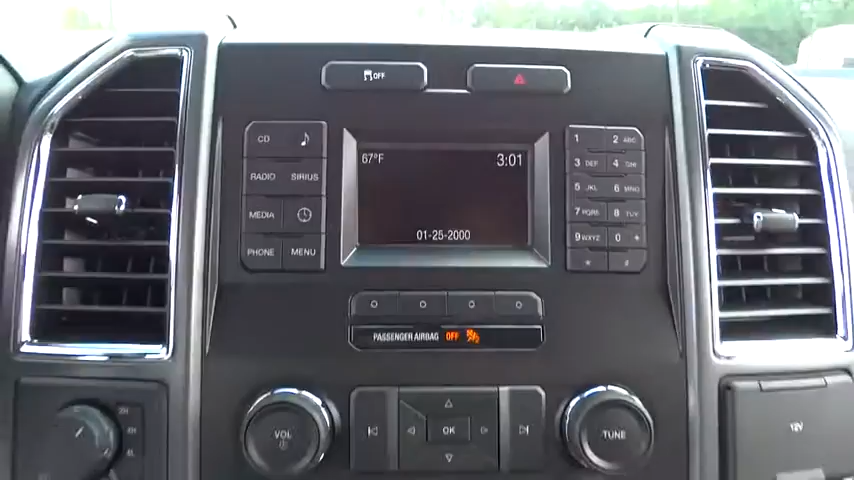 OFF
CD
RADIO SIRIUS
MEDIA
PHONE MENU
67°F 3:01
01-25-2000
1 2 ABC
3 DEF 4 GHI
5 JKL 6 MNO
7 PQRS 8 TUV
9 WXYZ 0 +
* #
PASSENGER AIRBAG OFF
VOL
OK
TUNE
2H
4H
4L
12V